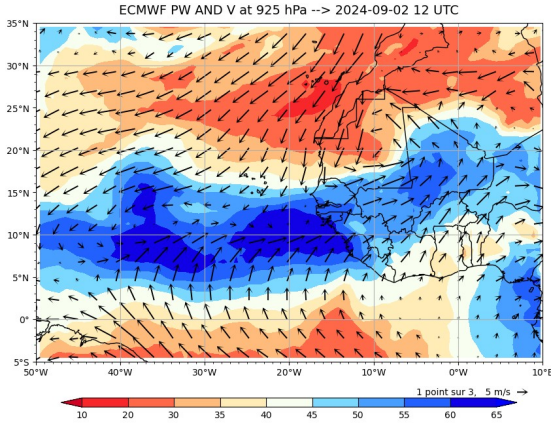 ECMWF PW AND V at 925 hPa --> 2024-09-02 12 UTC
35°N
30°N
25°N
20°N
15°N
10°N
5°N
0°
5°S
50°W 40°W 30°W 20°W 10°W 0°W 10°E
1 point sur 3, 5 m/s
10 20 30 40 45 50 55 60 65